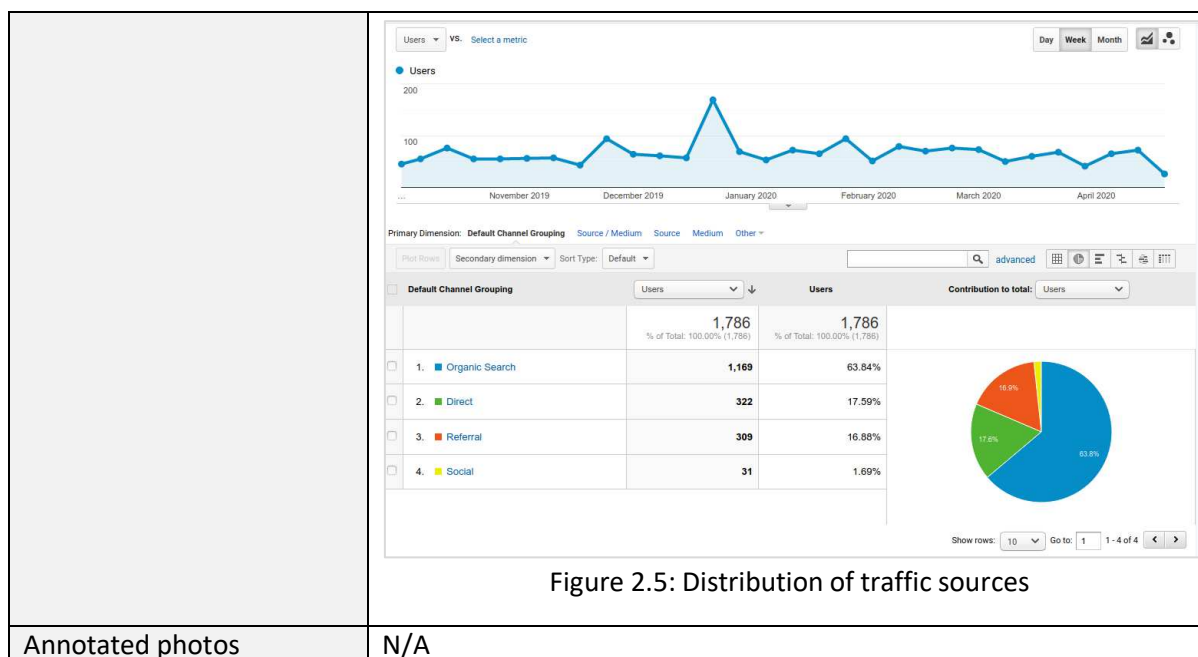 Users VS. Select a metric Day Week Month
Users
200
100
... November 2019 December 2019 January 2020 February 2020 March 2020 April 2020
Primary Dimension: Default Channel Grouping Source / Medium Source Medium Other
Plot Rows Secondary dimension Sort Type: Default advanced
Default Channel Grouping Users Users Contribution to total: Users
1,786 1,786
% of Total: 100.00% (1,786) % of Total: 100.00% (1,786)
1. Organic Search 1,169 63.84%
2. Direct 322 17.59%
3. Referral 309 16.88%
4. Social 31 1.69%
16.9%
17.6%
63.8%
Show rows: 10 Go to: 1 1 - 4 of 4
Figure 2.5: Distribution of traffic sources
Annotated photos N/A